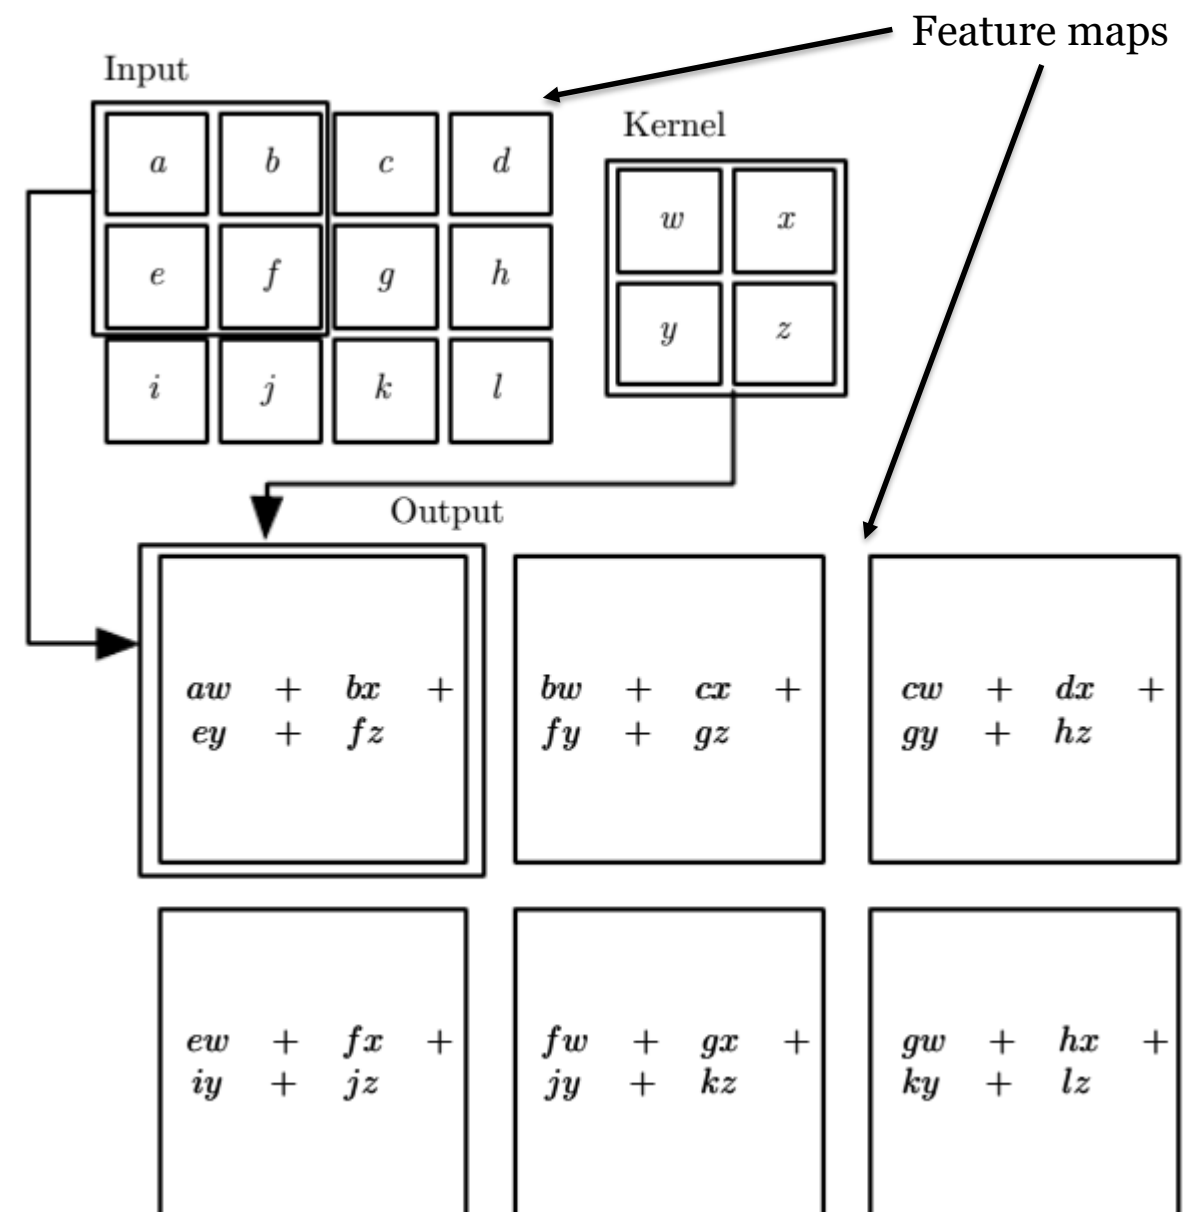 Feature maps
Input
Kernel
a b c d
w x
e f g h
y z
i j k l
Output
aw + bx +
ey + fz
bw + cx +
fy + gz
cw + dx +
gy + hz
ew + fx +
iy + jz
fw + gx +
jy + kz
gw + hx +
ky + lz